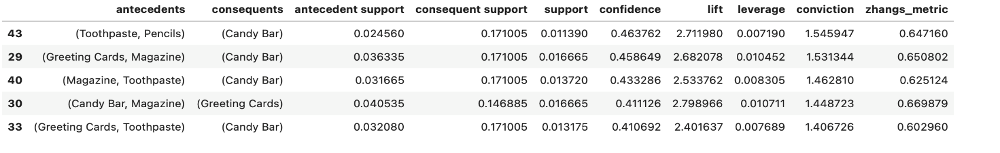 antecedents consequents antecedent support consequent support support confidence lift leverage conviction zhangs_metric
43 (Toothpaste, Pencils) (Candy Bar) 0.024560 0.171005 0.011390 0.463762 2.711980 0.007190 1.545947 0.647160
29 (Greeting Cards, Magazine) (Candy Bar) 0.036335 0.171005 0.016665 0.458649 2.682078 0.010452 1.531344 0.650802
40 (Magazine, Toothpaste) (Candy Bar) 0.031665 0.171005 0.013720 0.433286 2.533762 0.008305 1.462810 0.625124
30 (Candy Bar, Magazine) (Greeting Cards) 0.040535 0.146885 0.016665 0.411126 2.798966 0.010711 1.448723 0.669879
33 (Greeting Cards, Toothpaste) (Candy Bar) 0.032080 0.171005 0.013175 0.410692 2.401637 0.007689 1.406726 0.602960